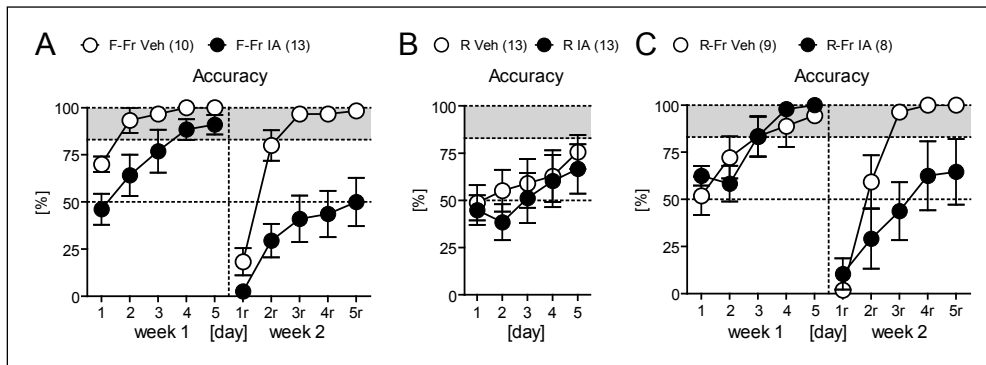 A
F-Fr Veh (10) F-Fr IA (13)
Accuracy
100
75
50
25
0
[%]
1 2 3 4 5 1r 2r 3r 4r 5r
week 1 [day] week 2
B
R Veh (13) R IA (13)
Accuracy
100
75
50
25
0
[%]
1 2 3 4 5
[day]
C
R-Fr Veh (9) R-Fr IA (8)
Accuracy
100
75
50
25
0
[%]
1 2 3 4 5 1r 2r 3r 4r 5r
week 1 [day] week 2